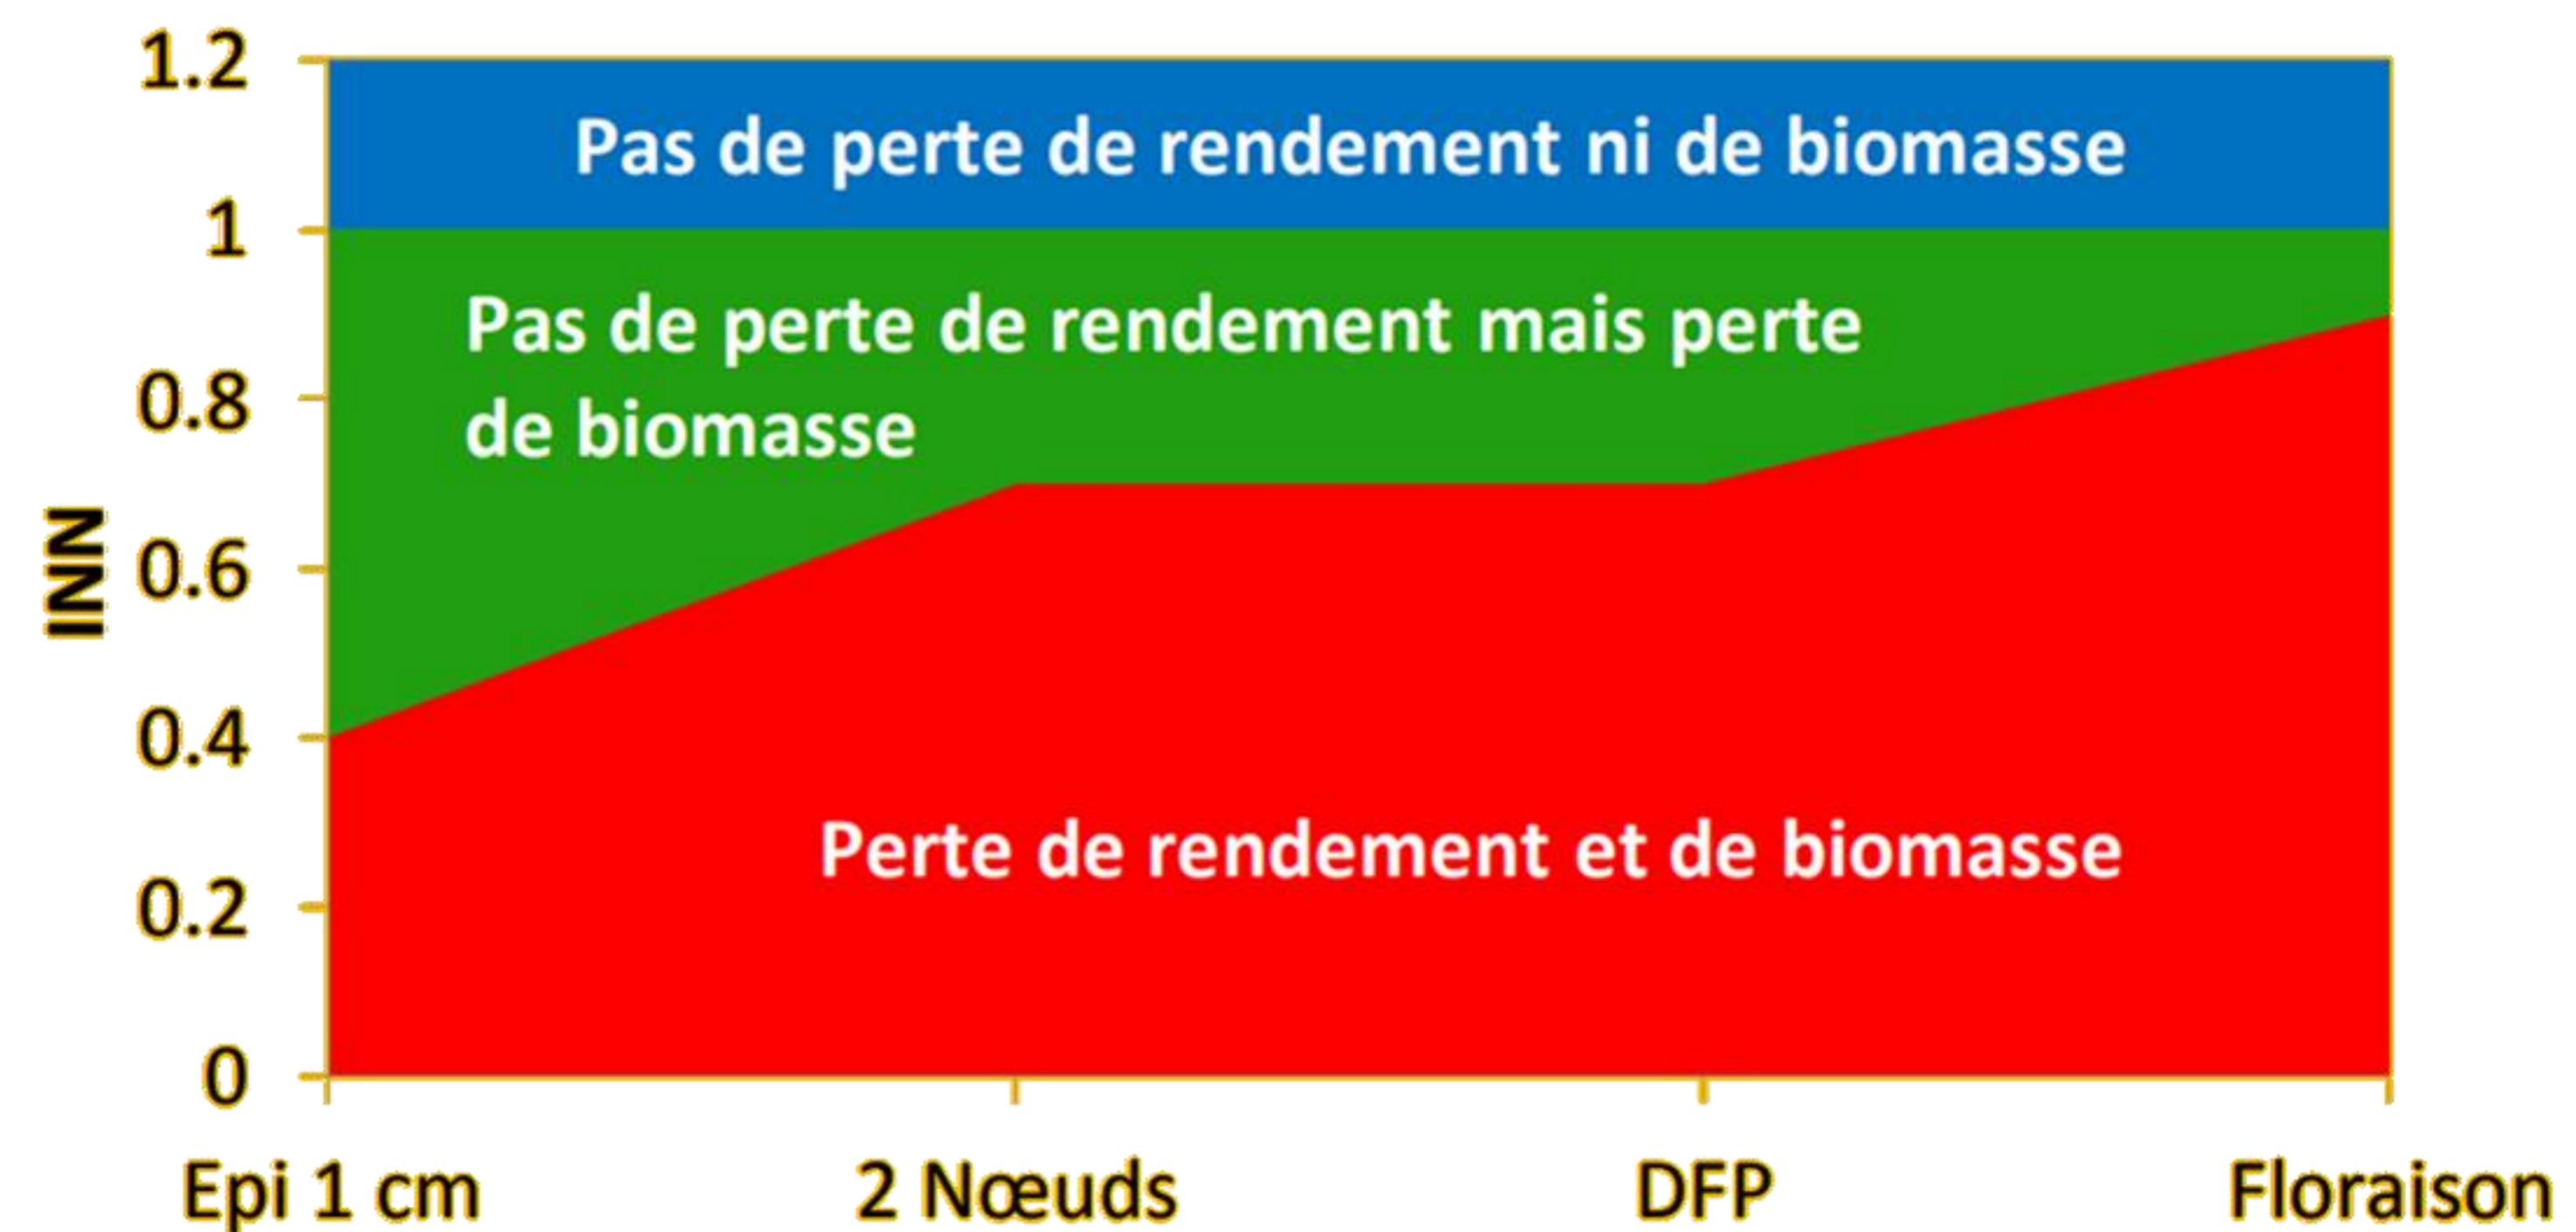 1.2
Pas de perte de rendement ni de biomasse
1
Pas de perte de rendement mais perte
de biomasse
0.8
INN
0.6
0.4
Perte de rendement et de biomasse
0.2
0
Epi 1 cm
2 Nœuds
DFP
Floraison